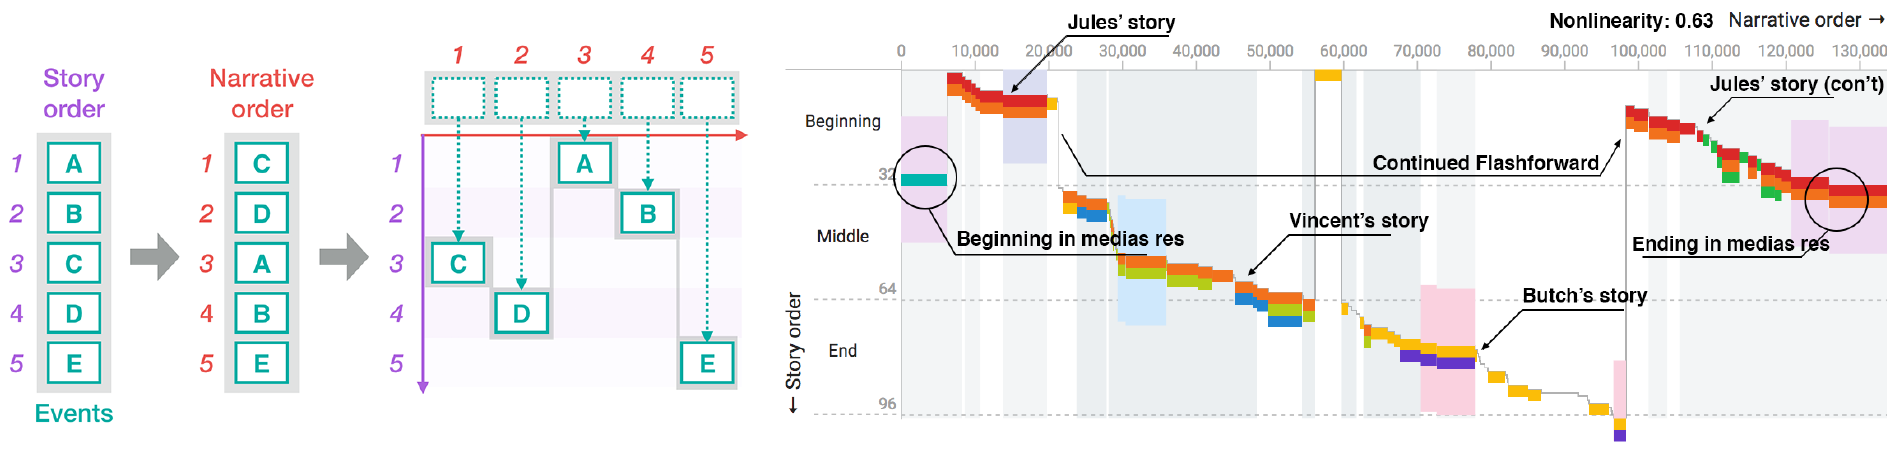 Story
order
1
A
2
B
3
C
4
D
5
E
Events
Narrative
order
1
C
2
D
3
A
4
B
5
E
1 2 3 4 5
1
A
2
B
3
C
4
D
5
E
Jules’ story
Nonlinearity: 0.63 Narrative order →
0 10,000 20,000 30,000 40,000 50,000 60,000 70,000 80,000 90,000 100,000 110,000 120,000 130,000
Jules’ story (con’t)
Beginning
Continued Flashforward
32
Vincent’s story
Middle
Beginning in medias res
Ending in medias res
64
Butch’s story
End
96
← Story order